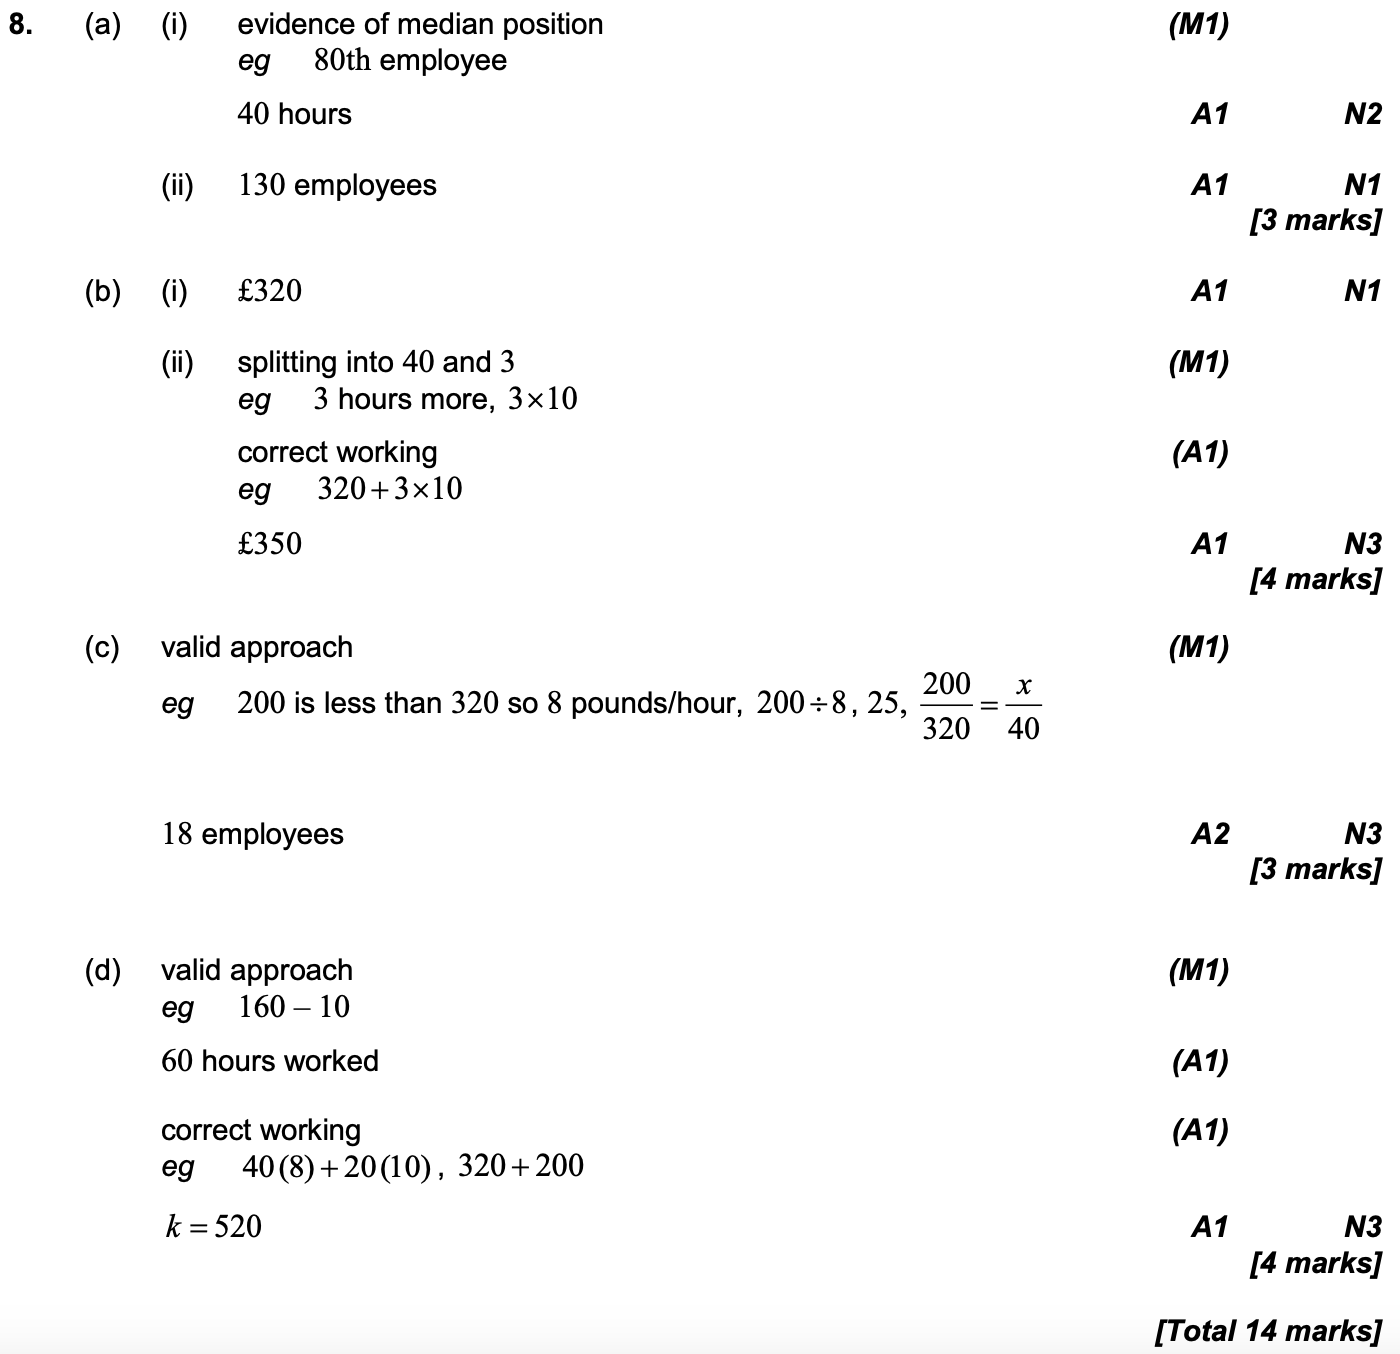 8. (a) (i) evidence of median position (M1)
eg 80th employee
40 hours A1 N2
(ii) 130 employees A1 N1
[3 marks]
(b) (i) £320 A1 N1
(ii) splitting into 40 and 3 (M1)
eg 3 hours more, 3×10
correct working (A1)
eg 320+3×10
£350 A1 N3
[4 marks]
(c) valid approach (M1)
eg 200 is less than 320 so 8 pounds/hour, 200÷8, 25, 200/320 = x/40
18 employees A2 N3
[3 marks]
(d) valid approach (M1)
eg 160 – 10
60 hours worked (A1)
correct working (A1)
eg 40(8)+20(10), 320+200
k = 520 A1 N3
[4 marks]
[Total 14 marks]